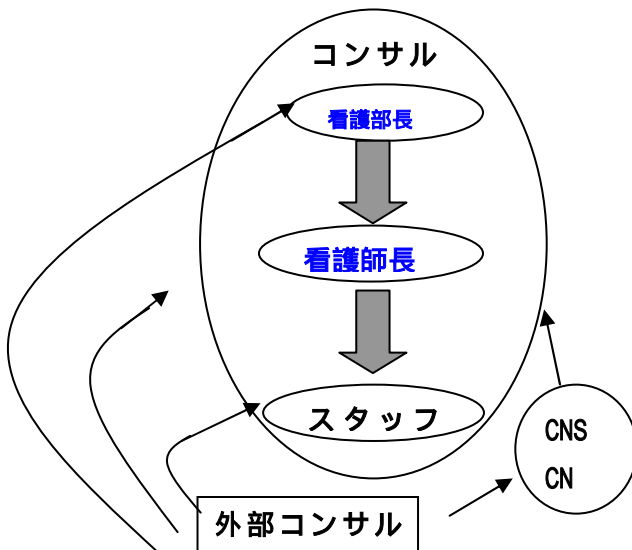 コンサル
看護部長
看護師長
スタッフ
CNS
CN
外部コンサル